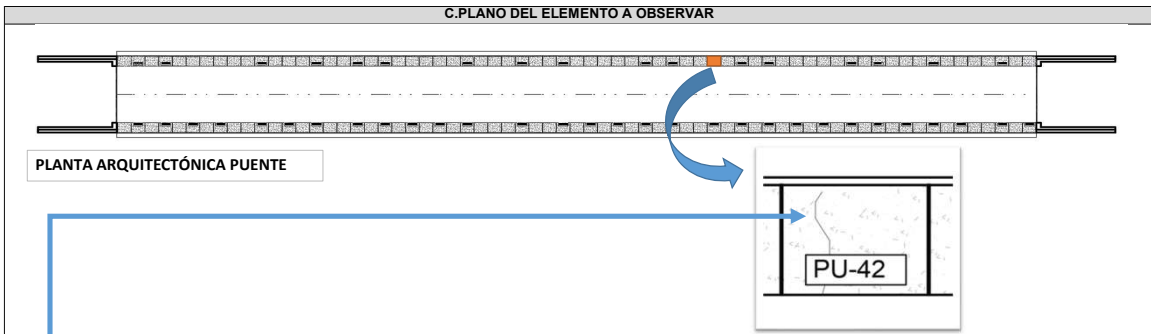 C.PLANO DEL ELEMENTO A OBSERVAR
PLANTA ARQUITECTÓNICA PUENTE
PU-42